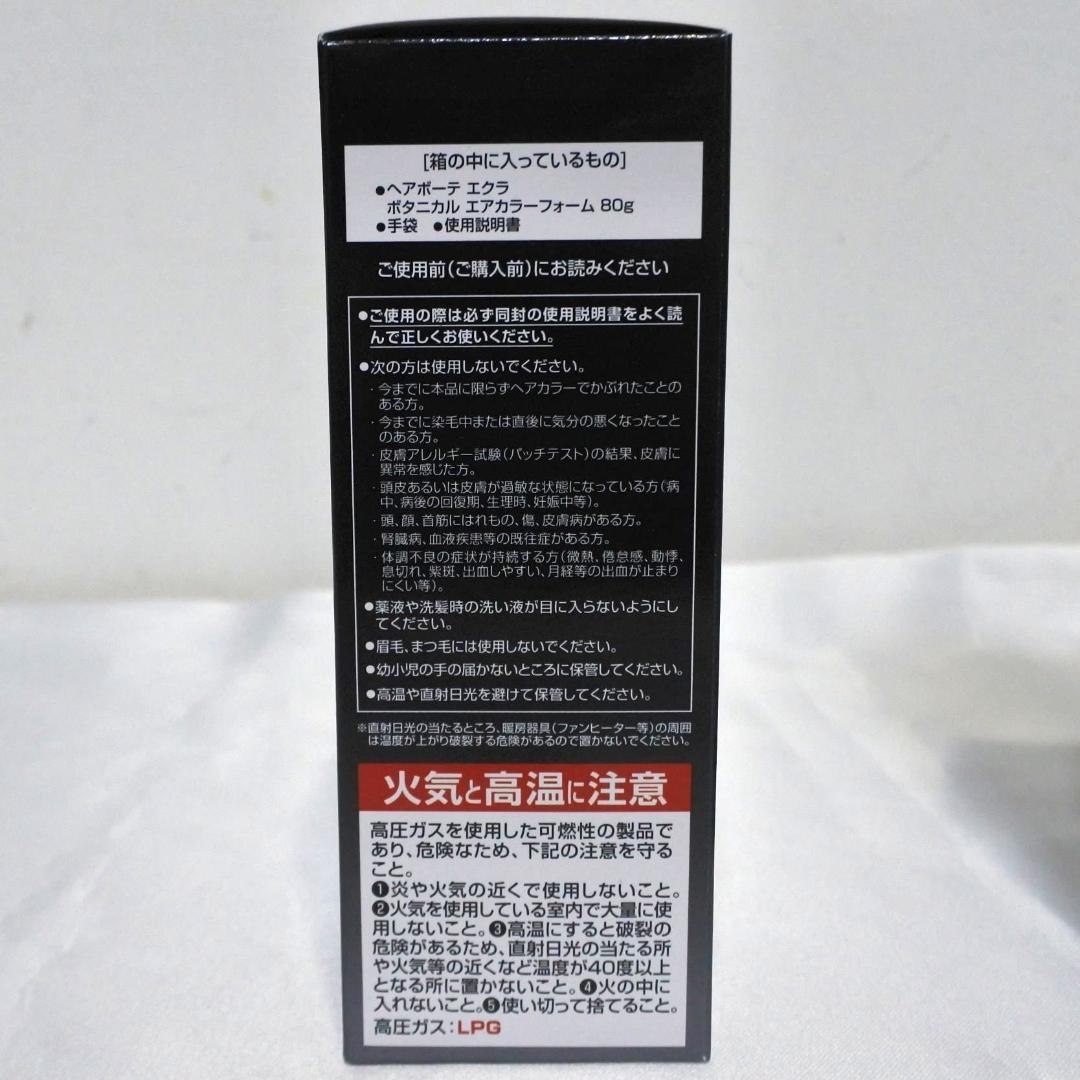 [箱の中に入っているもの]
●ヘアボーテ エクラ
ボタニカル エアカラーフォーム 80g
●手袋 ●使用説明書
ご使用前(ご購入前)にお読みください
●ご使用の際は必ず同封の使用説明書をよく読
んで正しくお使いください。
●次の方は使用しないでください。
・今までに本品に限らずヘアカラーでかぶれたことの
ある方。
・今までに染毛中または直後に気分の悪くなったこと
のある方。
・皮膚アレルギー試験(パッチテスト)の結果、皮膚に
異常を感じた方。
・頭皮あるいは皮膚が過敏な状態になっている方(病
中、病後の回復期、生理時、妊娠中等)。
・頭、顔、首筋にはれもの、傷、皮膚病がある方。
・腎臓病、血液疾患等の既往症がある方。
・体調不良の症状が持続する方(微熱、倦怠感、動悸、
息切れ、紫斑、出血しやすい、月経等の出血が止まり
にくい等)。
●薬液や洗髪時の洗い液が目に入らないようにし
てください。
●眉毛、まつ毛には使用しないでください。
●幼小児の手の届かないところに保管してください。
●高温や直射日光を避けて保管してください。
※直射日光の当たるところ、暖房器具(ファンヒーター等)の周囲
は温度が上がり破裂する危険があるので置かないでください。
火気と高温に注意
高圧ガスを使用した可燃性の製品で
あり、危険なため、下記の注意を守る
こと。
❶炎や火気の近くで使用しないこと。
❷火気を使用している室内で大量に使
用しないこと。❸高温にすると破裂の
危険があるため、直射日光の当たる所
や火気等の近くなど温度が40度以上
となる所に置かないこと。❹火の中に
入れないこと。❺使い切って捨てること。
高圧ガス:LPG